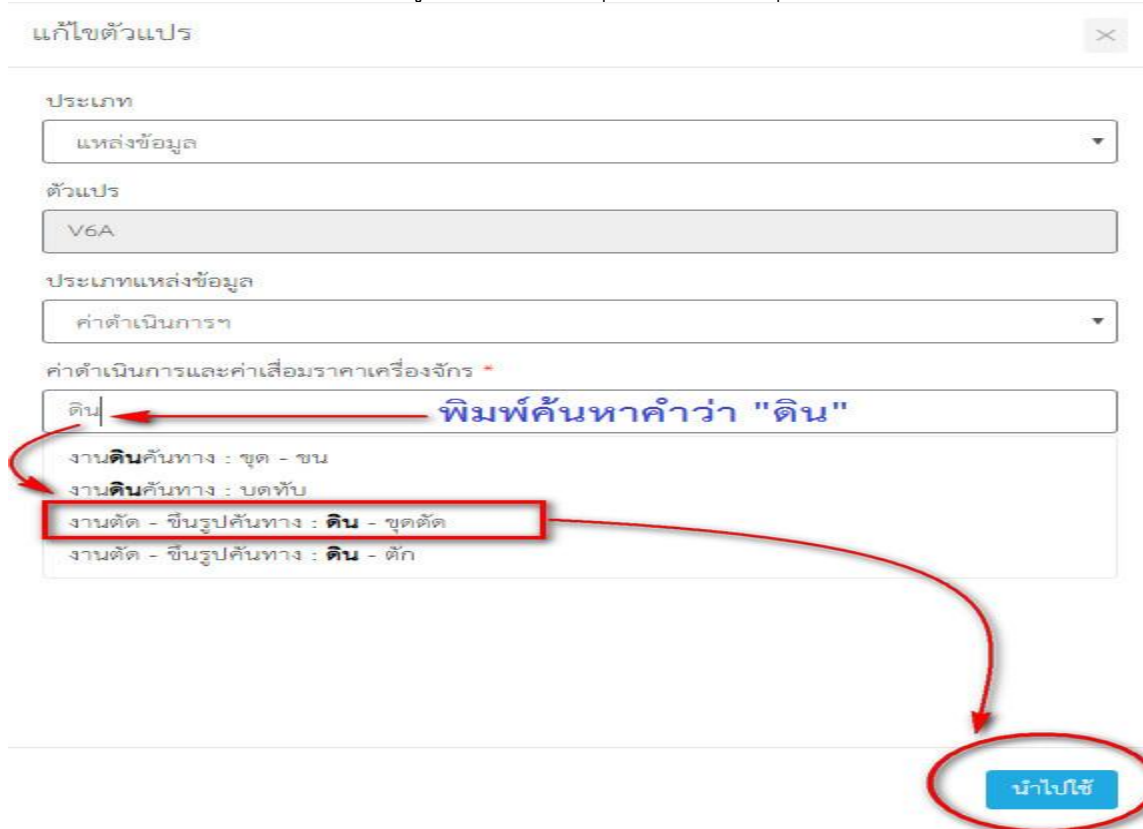 แก้ไขตัวแปร
ประเภท
แหล่งข้อมูล
ตัวแปร
V6A
ประเภทแหล่งข้อมูล
ค่าดำเนินการฯ
ค่าดำเนินการและค่าเสื่อมราคาเครื่องจักร *
ดิน
พิมพ์ค้นหาคำว่า "ดิน"
งานดินคันทาง : ขุด - ขน
งานดินคันทาง : บดทับ
งานตัด - ขึ้นรูปคันทาง : ดิน - ขุดตัด
งานตัด - ขึ้นรูปคันทาง : ดิน - ตัก
นำไปใช้